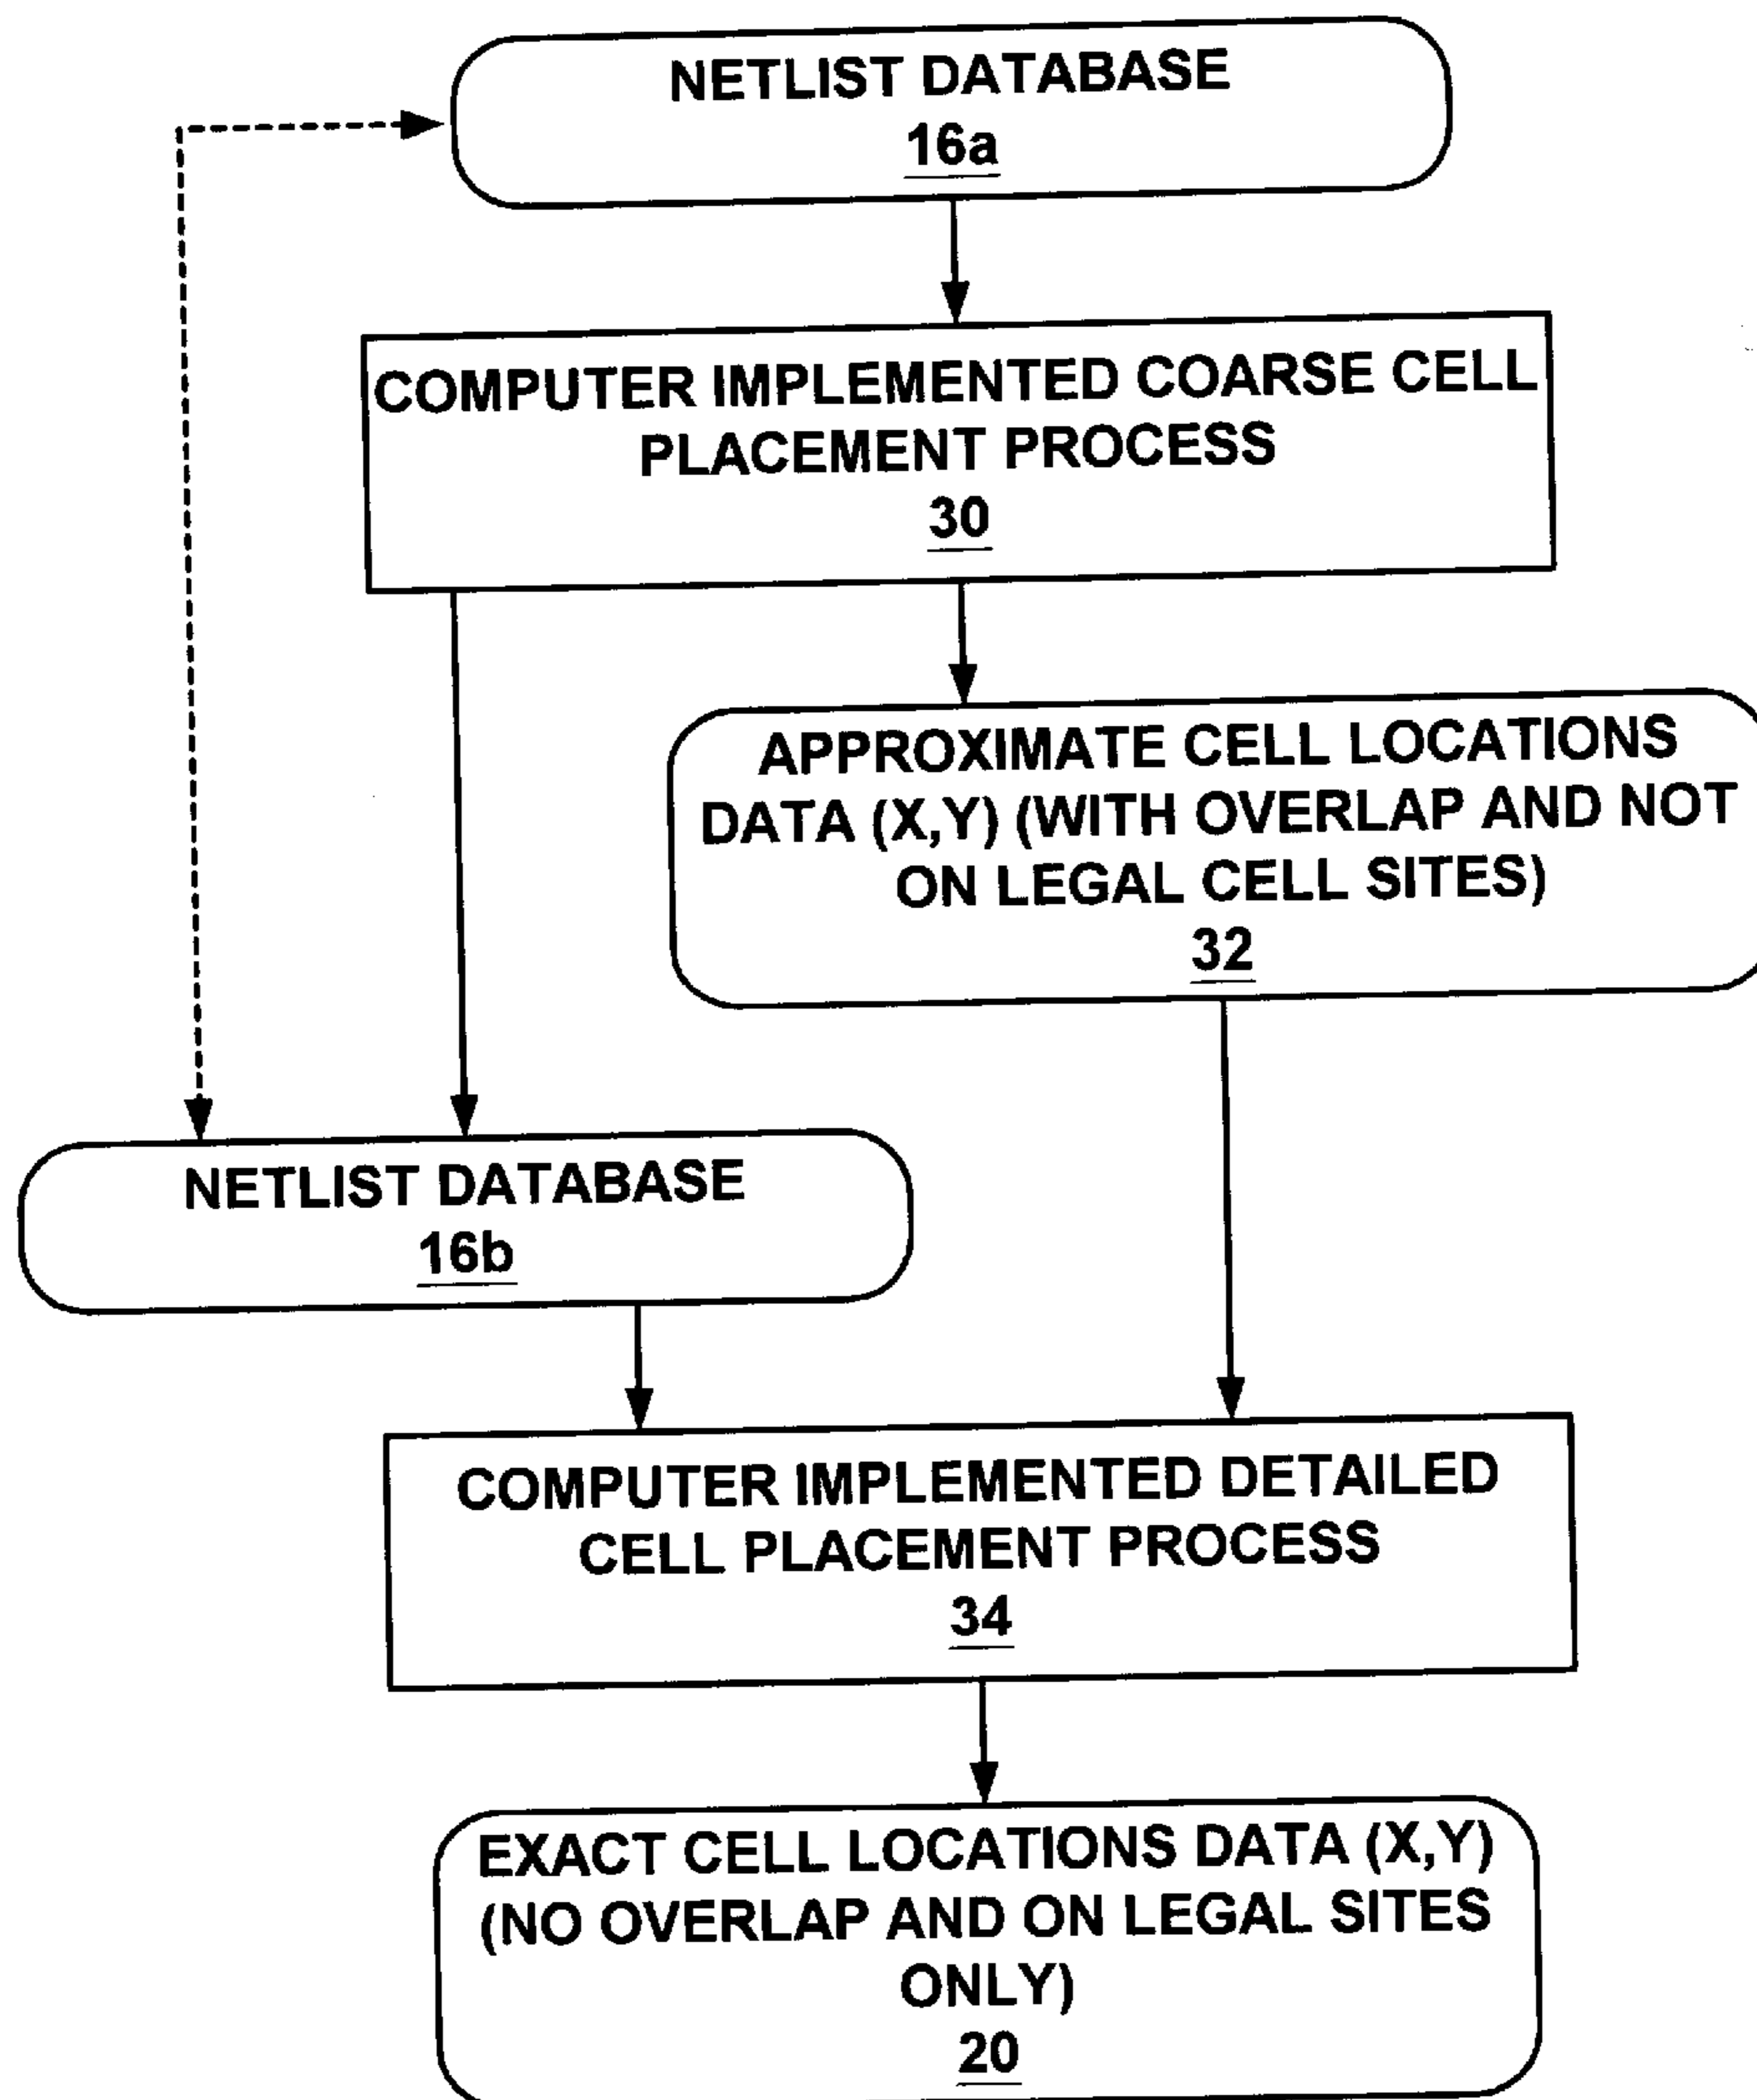 NETLIST DATABASE
16a
COMPUTER IMPLEMENTED COARSE CELL
PLACEMENT PROCESS
30
APPROXIMATE CELL LOCATIONS
DATA (X,Y) (WITH OVERLAP AND NOT
ON LEGAL CELL SITES)
32
NETLIST DATABASE
16b
COMPUTER IMPLEMENTED DETAILED
CELL PLACEMENT PROCESS
34
EXACT CELL LOCATIONS DATA (X,Y)
(NO OVERLAP AND ON LEGAL SITES
ONLY)
20